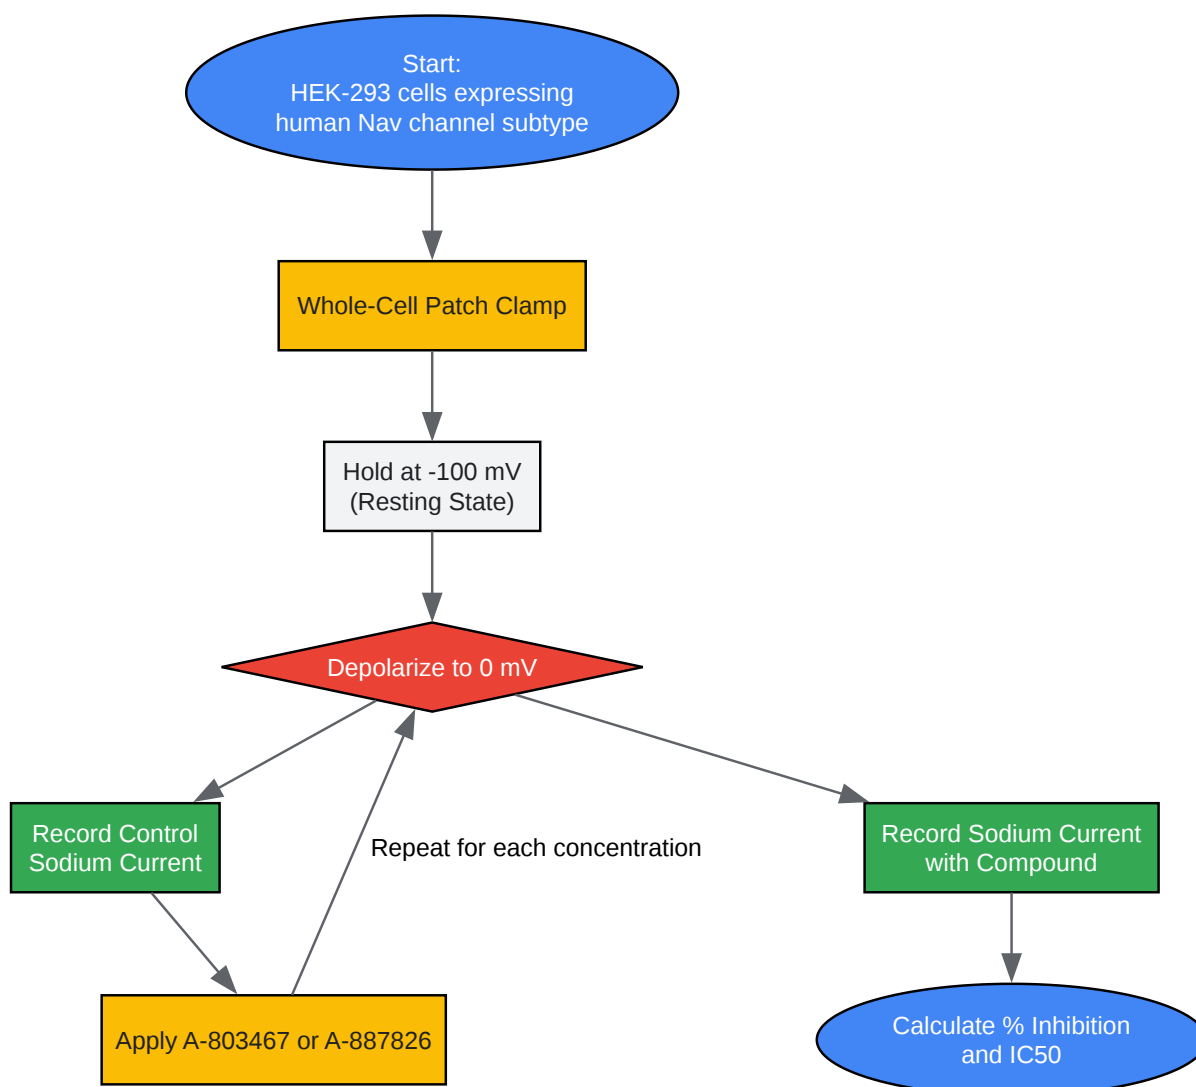 Start:
HEK-293 cells expressing
human Nav channel subtype
Whole-Cell Patch Clamp
Hold at -100 mV
(Resting State)
Depolarize to 0 mV
Record Control
Sodium Current
Repeat for each concentration
Record Sodium Current
with Compound
Apply A-803467 or A-887826
Calculate % Inhibition
and IC50